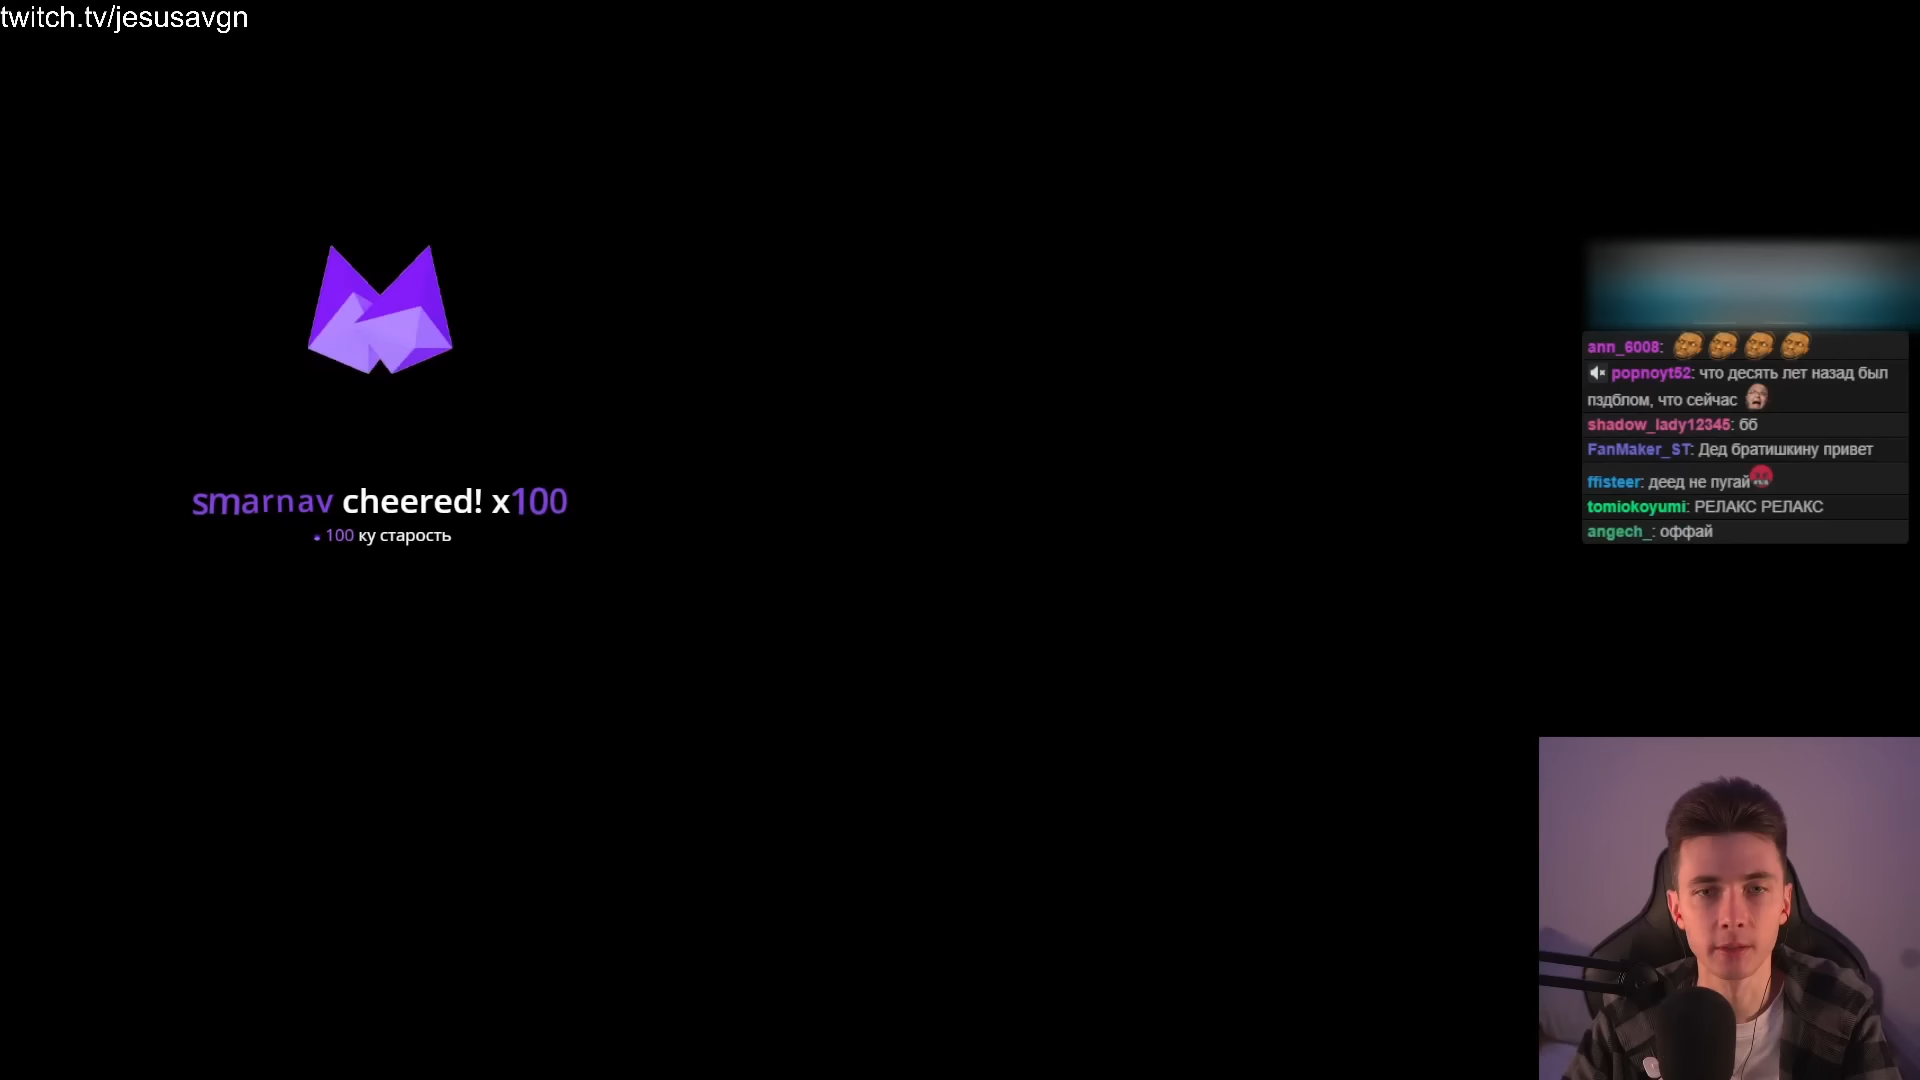 twitch.tv/jesusavgn
smarnav cheered! x100
100 ку старость
ann_6008:
popnoyt52: что десять лет назад был
пздблом, что сейчас
shadow_lady12345: бб
FanMaker_ST: Дед братишкину привет
ffisteer: деед не пугай
tomiokoyumi: РЕЛАКС РЕЛАКС
angech_: оффай